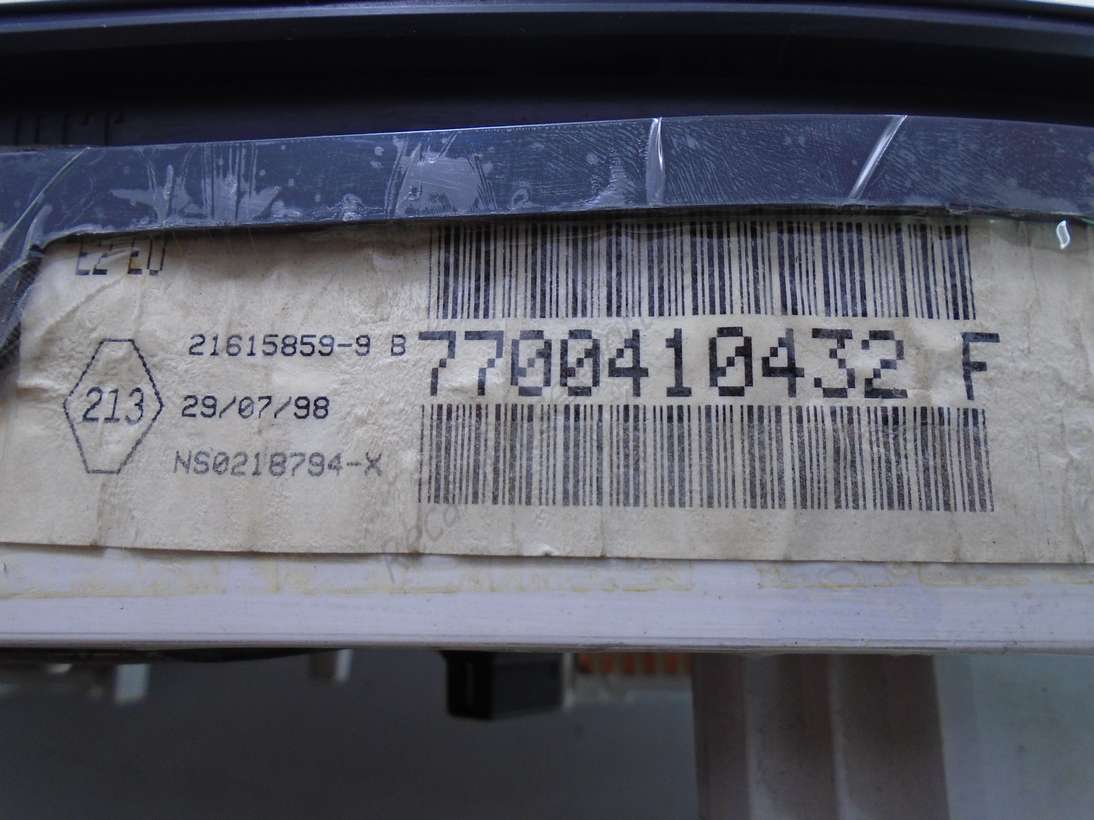 21615859-9 B
7700410432 F
213
29/07/98
NS0218794-X